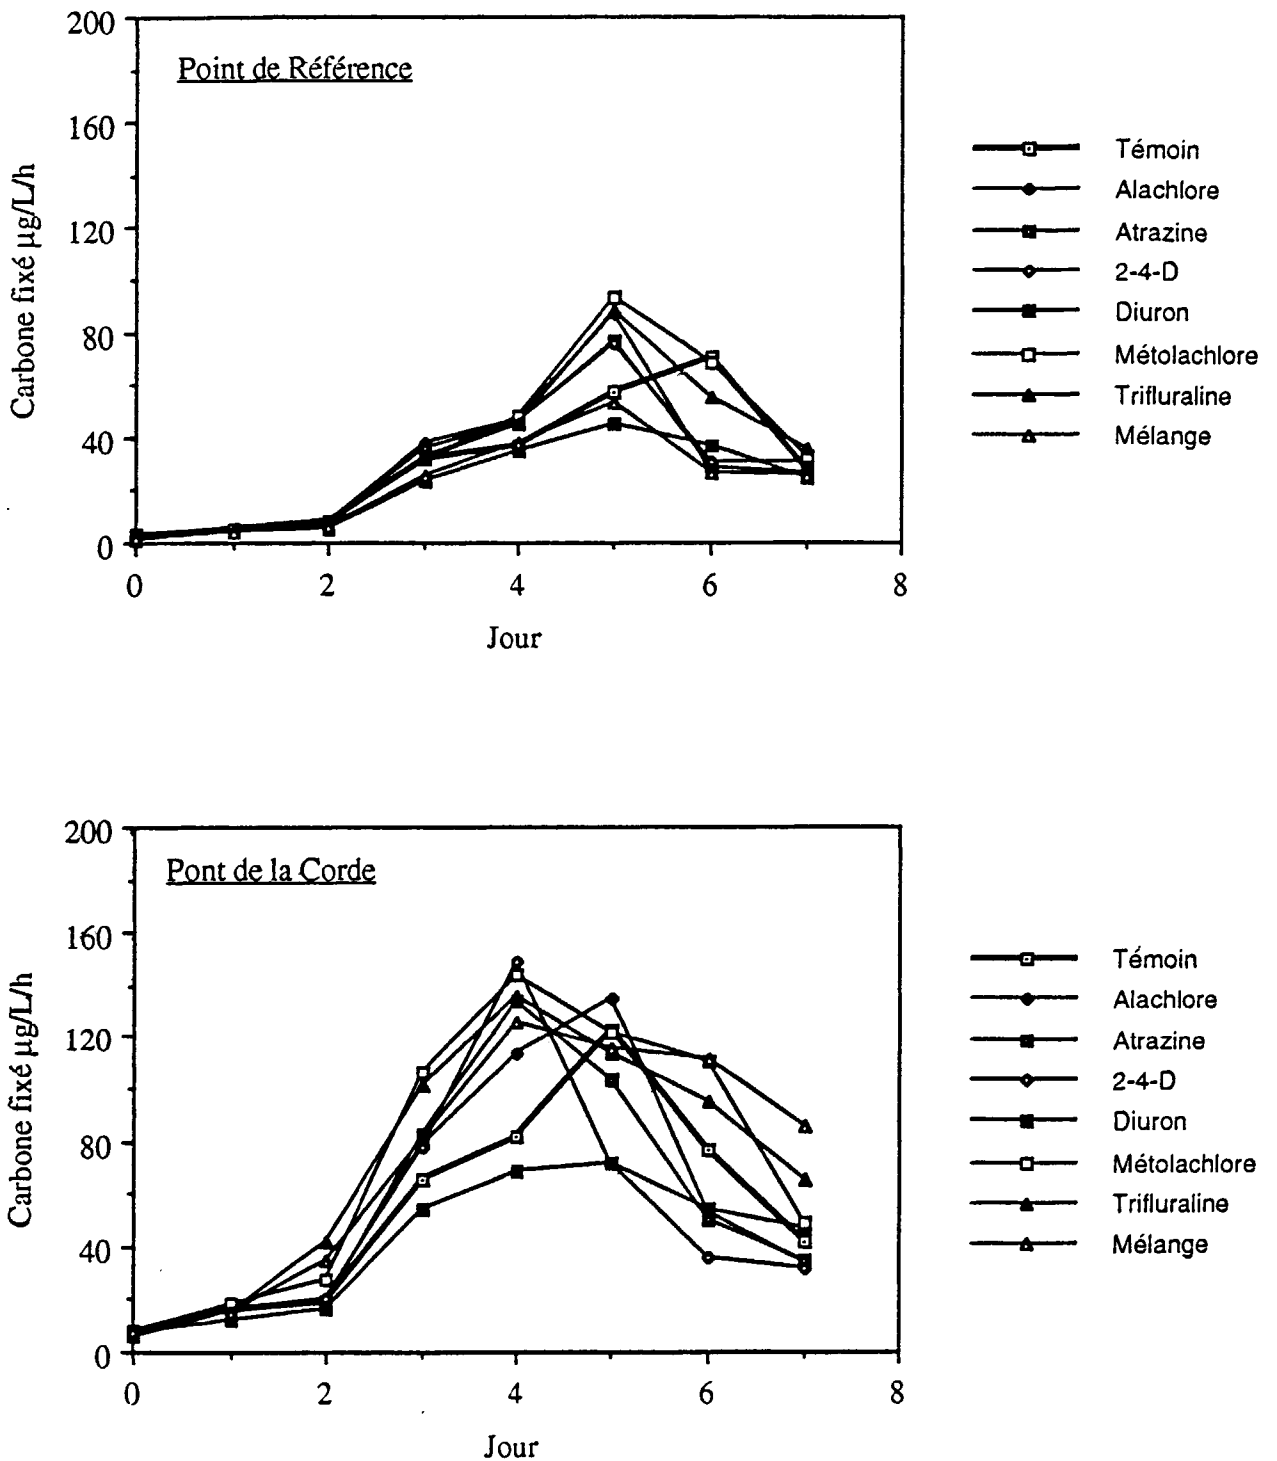 Point de Référence
Carbone fixé µg/L/h
200
160
120
80
40
0
0 2 4 6 8
Jour
Témoin
Alachlore
Atrazine
2-4-D
Diuron
Métolachlore
Trifluraline
Mélange
Pont de la Corde
Carbone fixé µg/L/h
200
160
120
80
40
0
0 2 4 6 8
Jour
Témoin
Alachlore
Atrazine
2-4-D
Diuron
Métolachlore
Trifluraline
Mélange